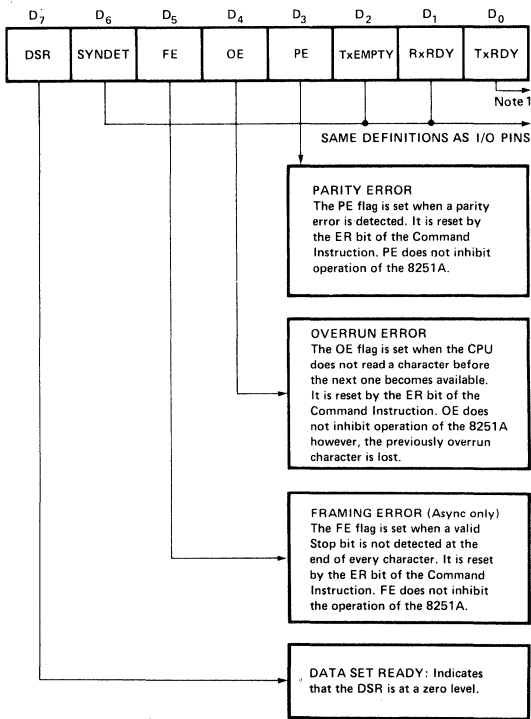 D7 D6 D5 D4 D3 D2 D1 D0
DSR SYNDET FE OE PE TxEMPTY RxRDY TxRDY
Note 1
SAME DEFINITIONS AS I/O PINS
PARITY ERROR
The PE flag is set when a parity
error is detected. It is reset by
the ER bit of the Command
Instruction. PE does not inhibit
operation of the 8251A.
OVERRUN ERROR
The OE flag is set when the CPU
does not read a character before
the next one becomes available.
It is reset by the ER bit of the
Command Instruction. OE does
not inhibit operation of the 8251A
however, the previously overrun
character is lost.
FRAMING ERROR (Async only)
The FE flag is set when a valid
Stop bit is not detected at the
end of every character. It is reset
by the ER bit of the Command
Instruction. FE does not inhibit
the operation of the 8251A.
DATA SET READY: Indicates
that the DSR is at a zero level.